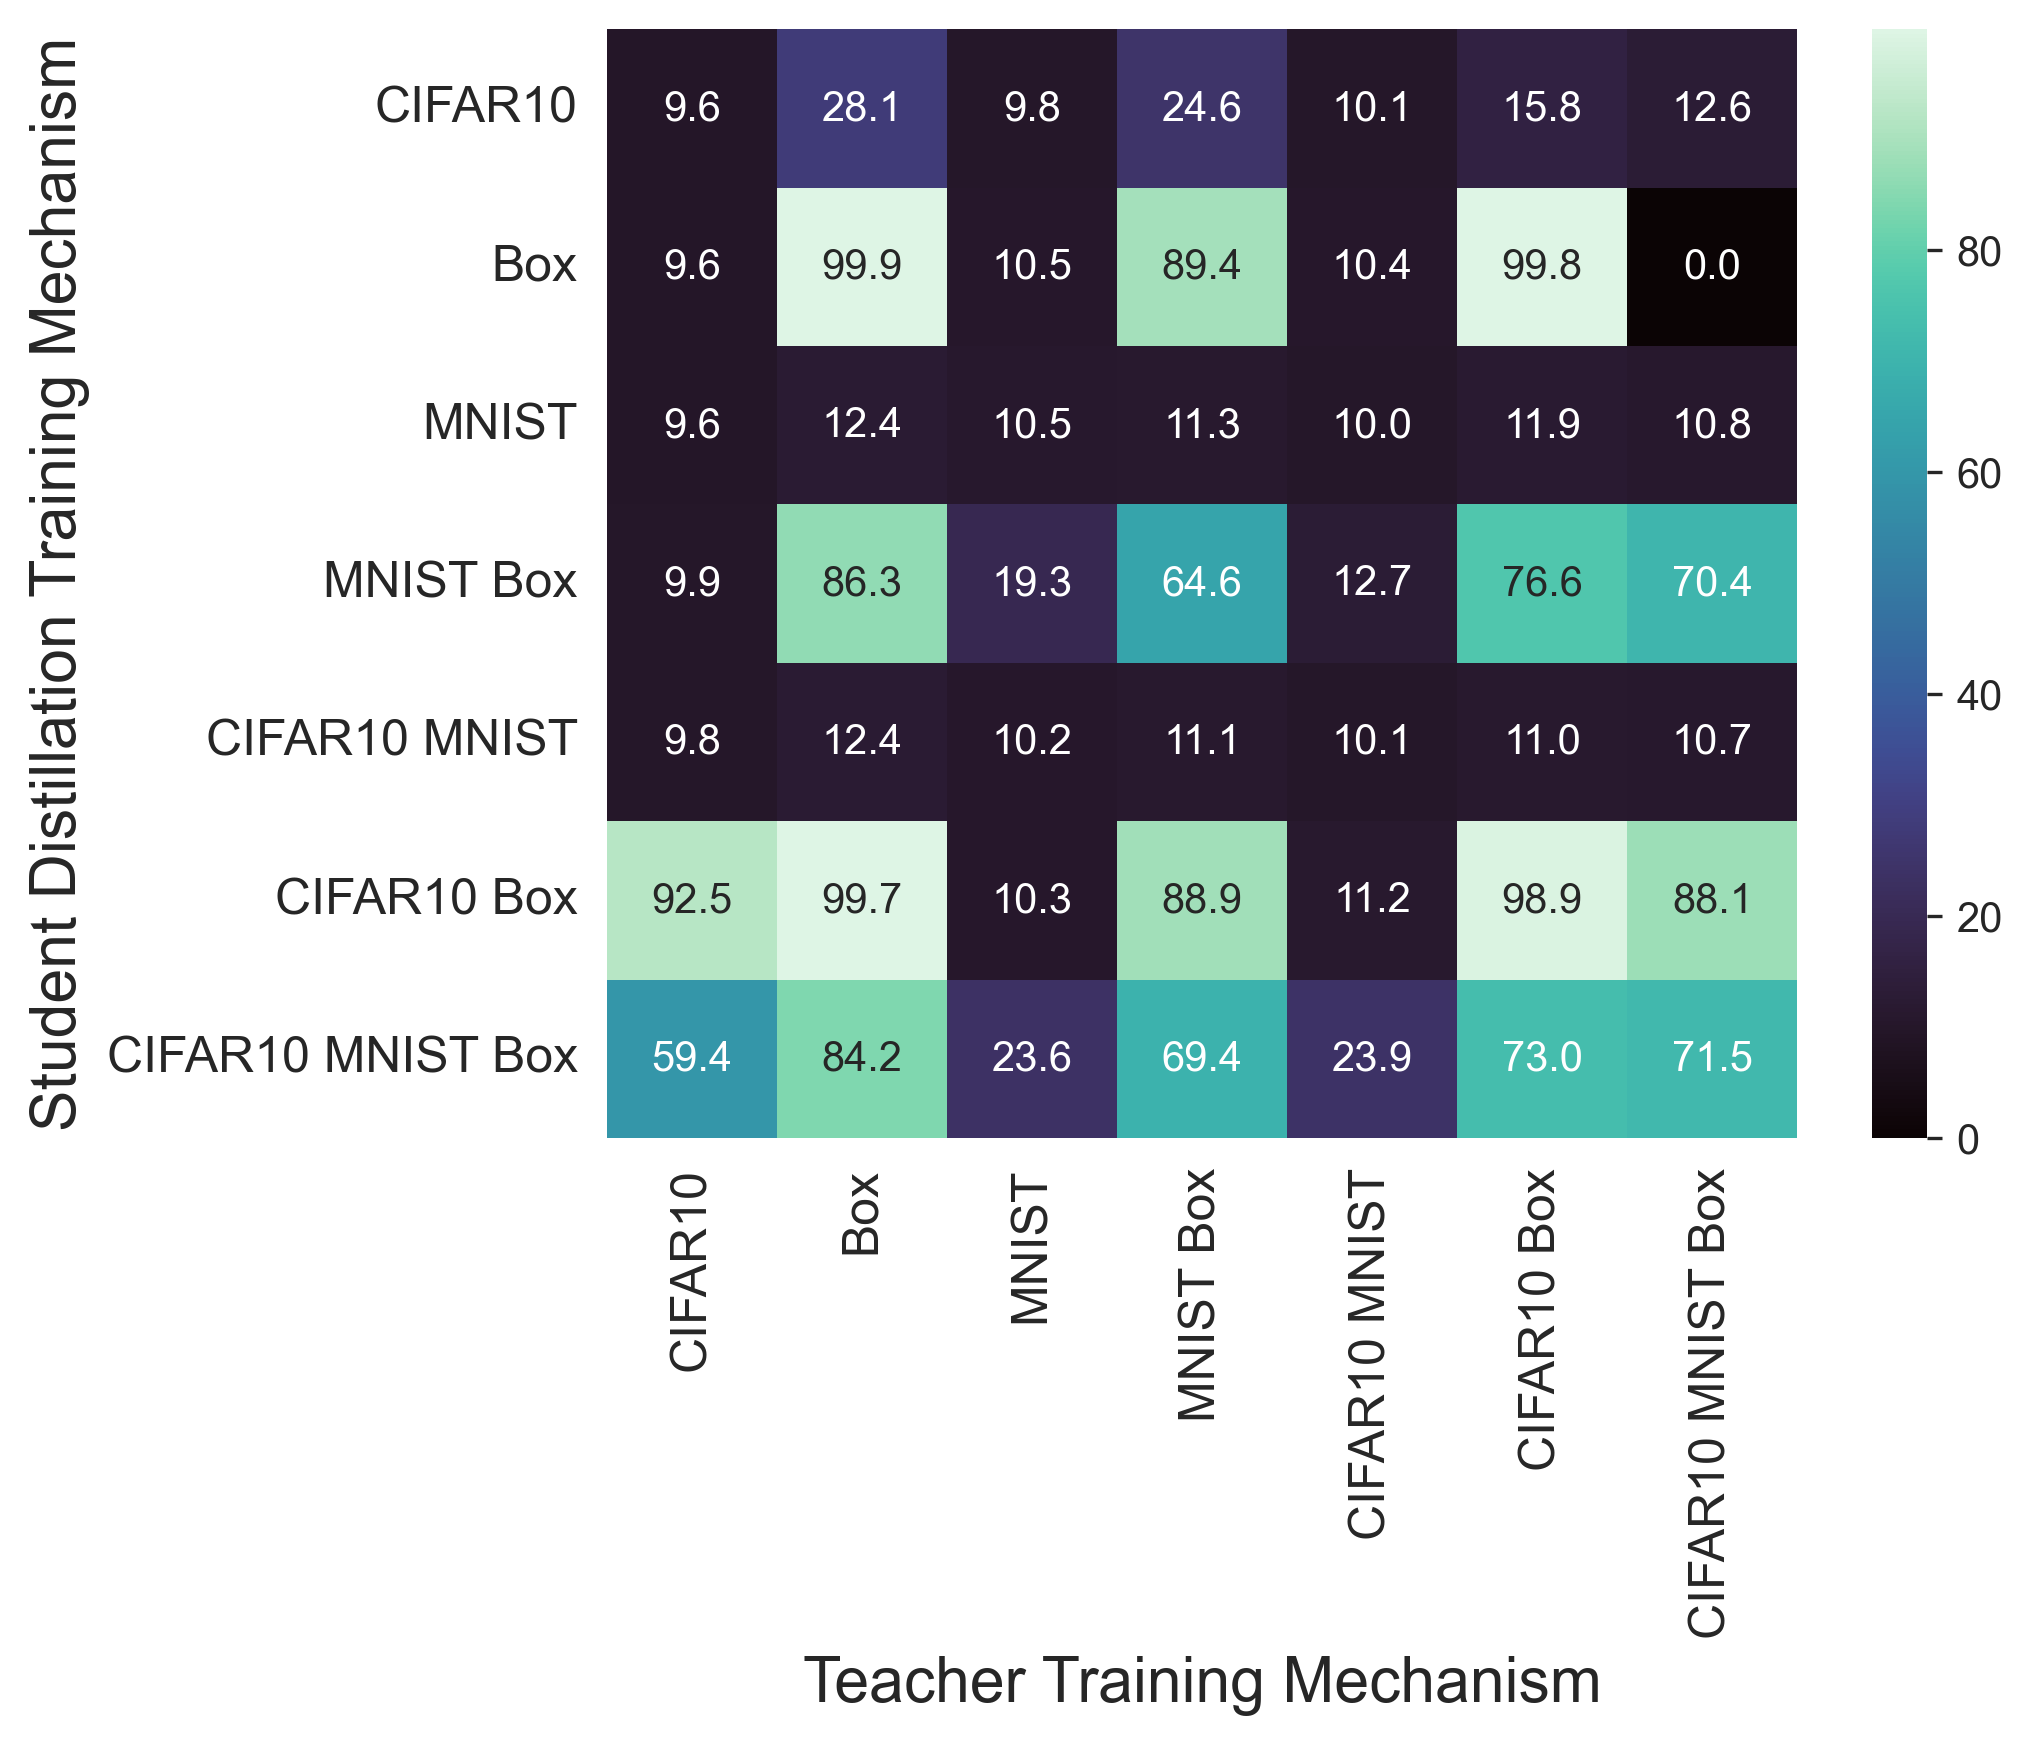 Student Distillation Training Mechanism
CIFAR10 9.6 28.1 9.8 24.6 10.1 15.8 12.6
Box 9.6 99.9 10.5 89.4 10.4 99.8 0.0
MNIST 9.6 12.4 10.5 11.3 10.0 11.9 10.8
MNIST Box 9.9 86.3 19.3 64.6 12.7 76.6 70.4
CIFAR10 MNIST 9.8 12.4 10.2 11.1 10.1 11.0 10.7
CIFAR10 Box 92.5 99.7 10.3 88.9 11.2 98.9 88.1
CIFAR10 MNIST Box 59.4 84.2 23.6 69.4 23.9 73.0 71.5
CIFAR10
Box
MNIST
MNIST Box
CIFAR10 MNIST
CIFAR10 Box
CIFAR10 MNIST Box
Teacher Training Mechanism
80
60
40
20
0